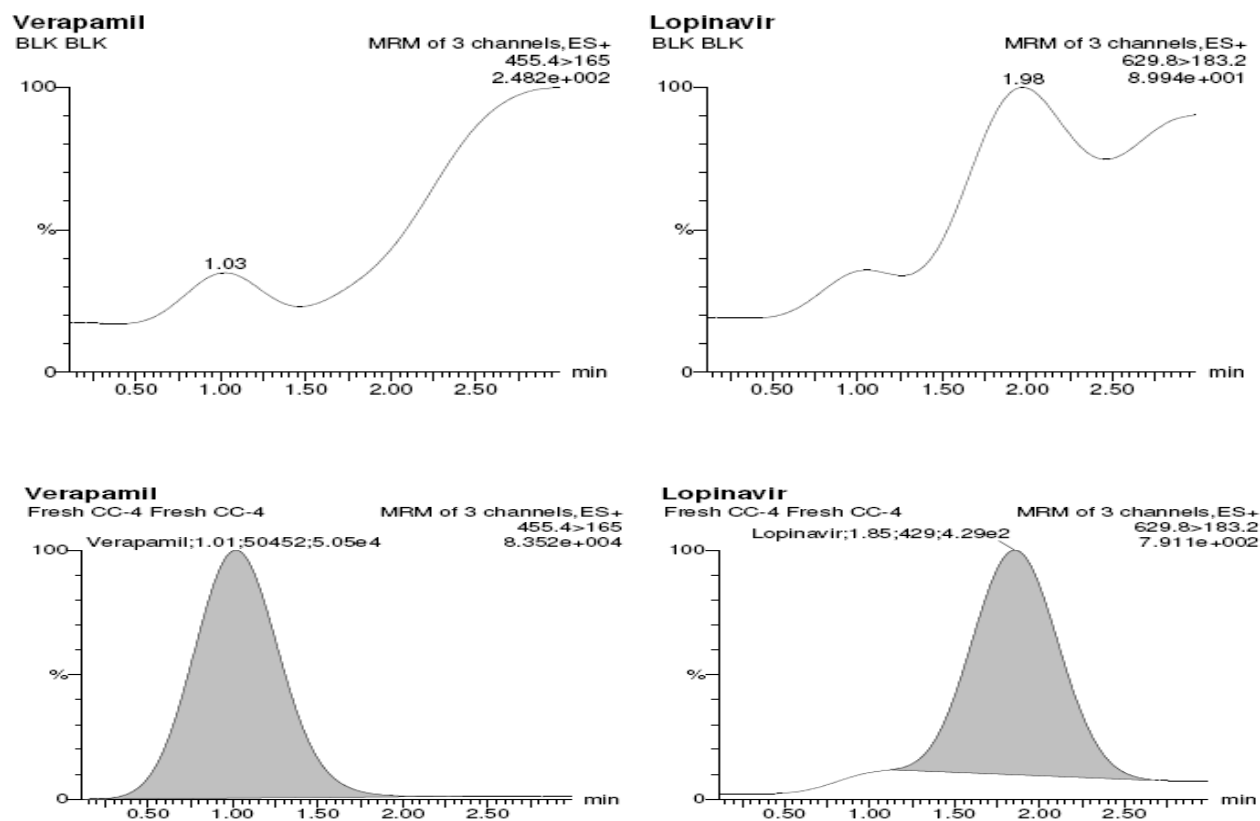 Verapamil
BLK BLK
MRM of 3 channels,ES+
455.4>165
2.482e+002
100
1.03
%
0
0.50 1.00 1.50 2.00 2.50 min
Lopinavir
BLK BLK
MRM of 3 channels,ES+
629.8>183.2
8.994e+001
100
1.98
%
0
0.50 1.00 1.50 2.00 2.50 min
Verapamil
Fresh CC-4 Fresh CC-4
MRM of 3 channels,ES+
455.4>165
8.352e+004
Verapamil;1.01;50452;5.05e4
100
%
0
0.50 1.00 1.50 2.00 2.50 min
Lopinavir
Fresh CC-4 Fresh CC-4
MRM of 3 channels,ES+
629.8>183.2
7.911e+002
Lopinavir;1.85;429;4.29e2
100
%
0
0.50 1.00 1.50 2.00 2.50 min